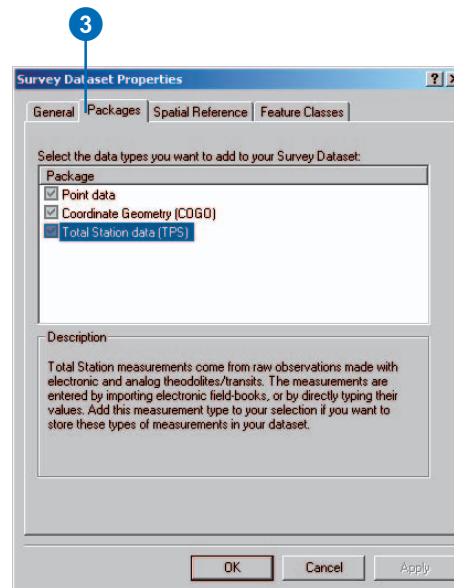 3
Survey Dataset Properties
General Packages Spatial Reference Feature Classes
Select the data types you want to add to your Survey Dataset:
Package
Point data
Coordinate Geometry (COGO)
Total Station data (TPS)
Description
Total Station measurements come from raw observations made with
electronic and analog theodolites/transits. The measurements are
entered by importing electronic field-books, or by directly typing their
values. Add this measurement type to your selection if you want to
store these types of measurements in your dataset.
OK Cancel Apply